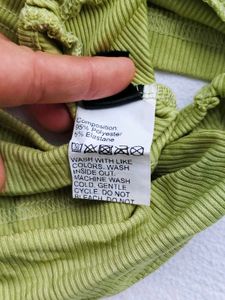 Composition
95% Polyester
5% Elastane
WASH WITH LIKE
COLORS. WASH
INSIDE OUT.
MACHINE WASH
COLD, GENTLE
CYCLE. DO NOT
BLEACH. DO NOT